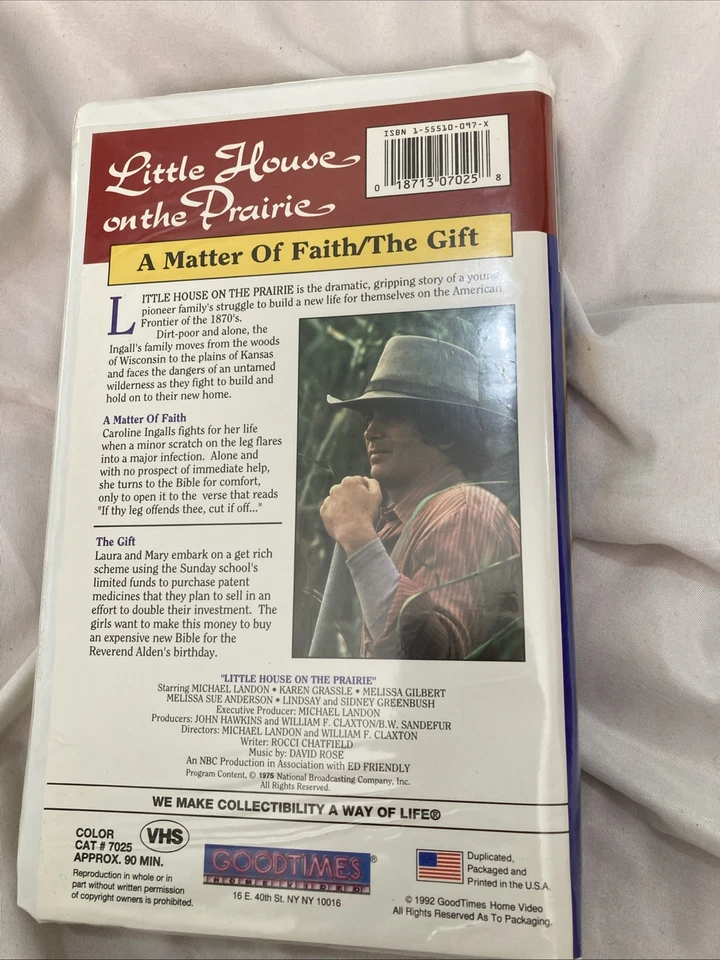 Little House
on the Prairie
ISBN 1-55510-097-X
0 18713 07025 8
A Matter Of Faith/The Gift
LITTLE HOUSE ON THE PRAIRIE is the dramatic, gripping story of a young
pioneer family's struggle to build a new life for themselves on the American
Frontier of the 1870's.
Dirt-poor and alone, the
Ingall's family moves from the woods
of Wisconsin to the plains of Kansas
and faces the dangers of an untamed
wilderness as they fight to build and
hold on to their new home.
A Matter Of Faith
Caroline Ingalls fights for her life
when a minor scratch on the leg flares
into a major infection. Alone and
with no prospect of immediate help,
she turns to the Bible for comfort,
only to open it to the verse that reads
"If thy leg offends thee, cut if off..."
The Gift
Laura and Mary embark on a get rich
scheme using the Sunday school's
limited funds to purchase patent
medicines that they plan to sell in an
effort to double their investment. The
girls want to make this money to buy
an expensive new Bible for the
Reverend Alden's birthday.
"LITTLE HOUSE ON THE PRAIRIE"
Starring MICHAEL LANDON • KAREN GRASSLE • MELISSA GILBERT
MELISSA SUE ANDERSON • LINDSAY and SIDNEY GREENBUSH
Executive Producer: MICHAEL LANDON
Producers: JOHN HAWKINS and WILLIAM F. CLAXTON/B.W. SANDEFUR
Directors: MICHAEL LANDON and WILLIAM F. CLAXTON
Writer: ROCCI CHATFIELD
Music by: DAVID ROSE
An NBC Production in Association with ED FRIENDLY
Program Content, © 1975 National Broadcasting Company, Inc.
All Rights Reserved.
WE MAKE COLLECTIBILITY A WAY OF LIFE®
COLOR
CAT # 7025
APPROX. 90 MIN.
VHS
Reproduction in whole or in
part without written permission
of copyright owners is prohibited.
GOODTIMES®
HOME VIDEO
16 E. 40th St. NY NY 10016
Duplicated,
Packaged and
Printed in the U.S.A.
© 1992 GoodTimes Home Video
All Rights Reserved As To Packaging.